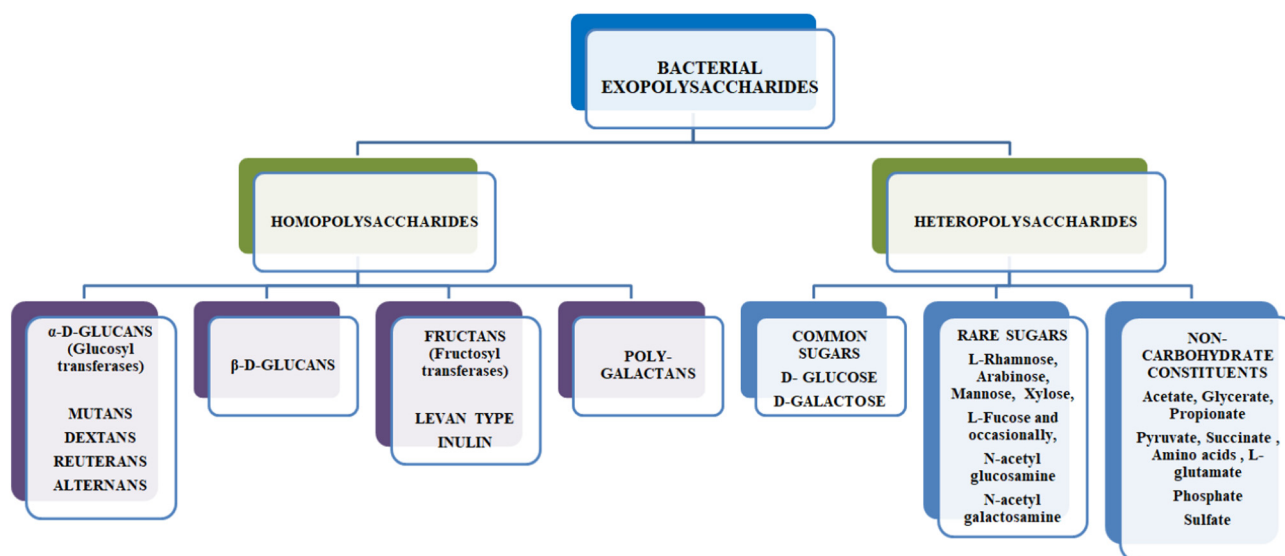 BACTERIAL
EXOPOLYSACCHARIDES
HOMOPOLYSACCHARIDES
HETEROPOLYSACCHARIDES
α-D-GLUCANS
(Glucosyl
transferases)
MUTANS
DEXTANS
REUTERANS
ALTERNANS
β-D-GLUCANS
FRUCTANS
(Fructosyl
transferases)
LEVAN TYPE
INULIN
POLY-
GALACTANS
COMMON
SUGARS
D- GLUCOSE
D-GALACTOSE
RARE SUGARS
L-Rhamnose,
Arabinose,
Mannose, Xylose,
L-Fucose and
occasionally,
N-acetyl
glucosamine
N-acetyl
galactosamine
NON-
CARBOHYDRATE
CONSTITUENTS
Acetate, Glycerate,
Propionate
Pyruvate, Succinate ,
Amino acids , L-
glutamate
Phosphate
Sulfate